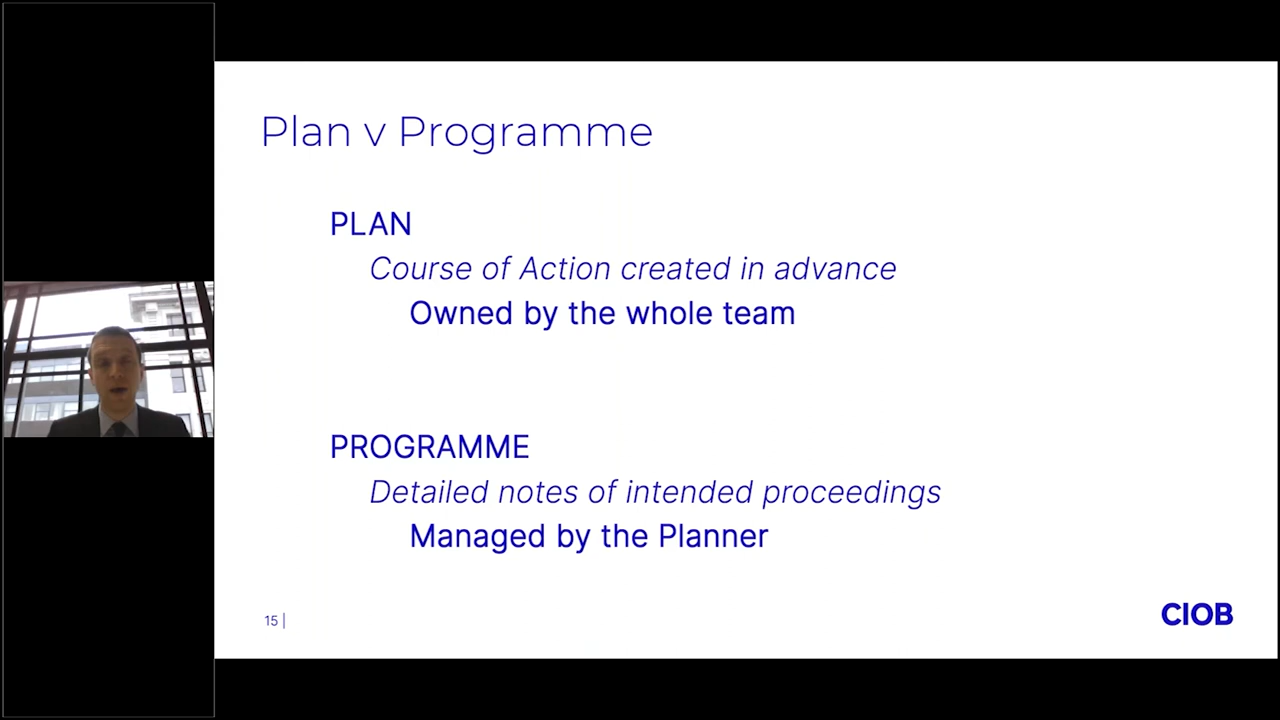 Plan v Programme
PLAN
Course of Action created in advance
Owned by the whole team
PROGRAMME
Detailed notes of intended proceedings
Managed by the Planner
15 |
CIOB